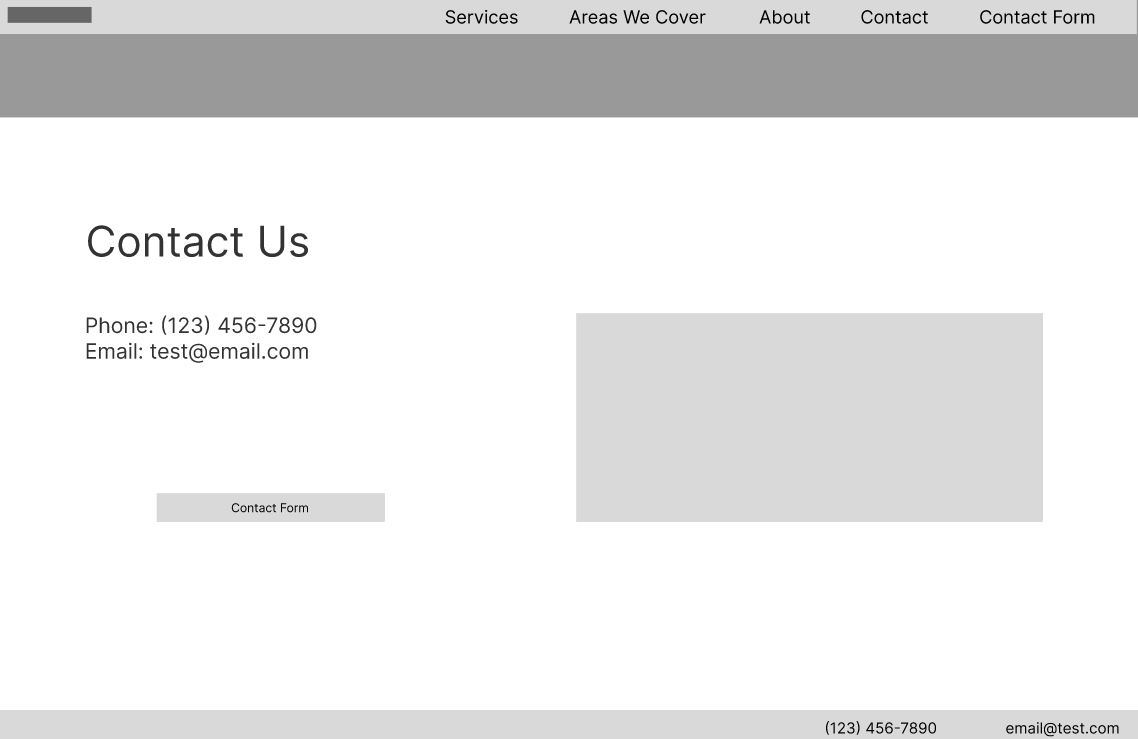 Services Areas We Cover About Contact Contact Form
Contact Us
Phone: (123) 456-7890
Email: test@email.com
Contact Form
(123) 456-7890 email@test.com